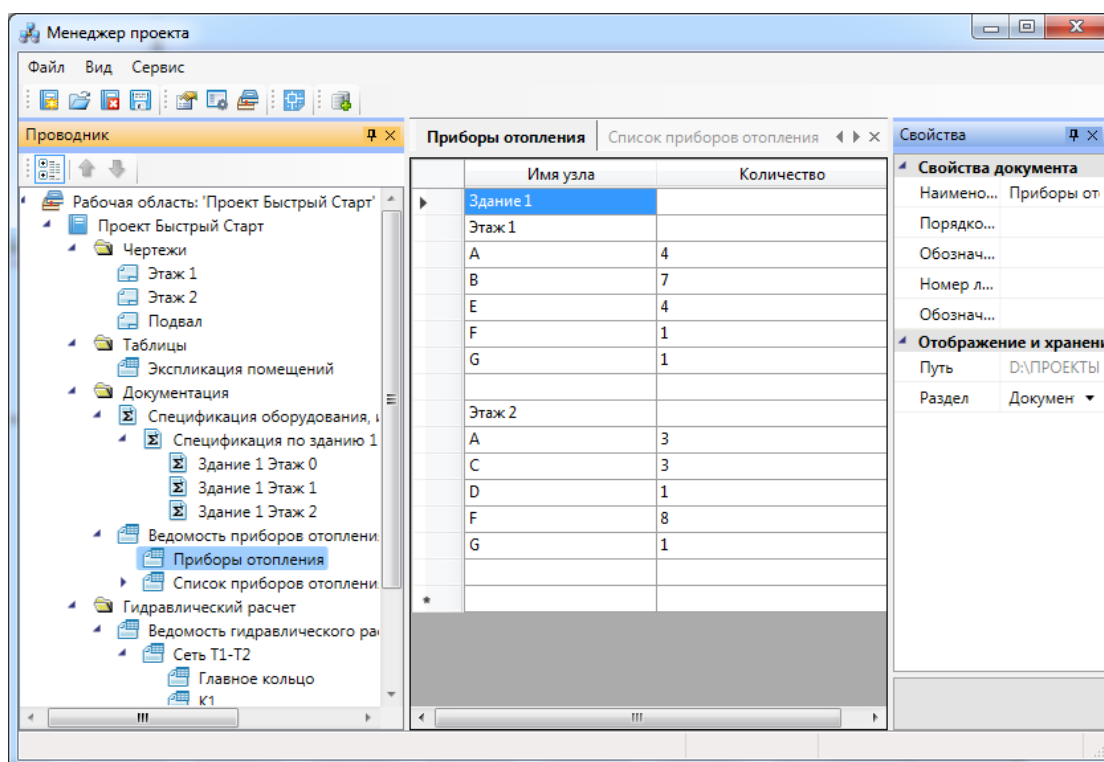 Менеджер проекта
Файл Вид Сервис
Проводник
Рабочая область: 'Проект Быстрый Старт'
Проект Быстрый Старт
Чертежи
Этаж 1
Этаж 2
Подвал
Таблицы
Экспликация помещений
Документация
Спецификация оборудования, и
Спецификация по зданию 1
Здание 1 Этаж 0
Здание 1 Этаж 1
Здание 1 Этаж 2
Ведомость приборов отоплени
Приборы отопления
Список приборов отоплени
Гидравлический расчет
Ведомость гидравлического ра
Сеть Т1-Т2
Главное кольцо
К1
Приборы отопления Список приборов отопления
Имя узла Количество
Здание 1
Этаж 1
A 4
B 7
E 4
F 1
G 1
Этаж 2
A 3
C 3
D 1
F 8
G 1
*
Свойства
Свойства документа
Наимено... Приборы от
Порядко...
Обознач...
Номер л...
Обознач...
Отображение и хранени
Путь D:\ПРОЕКТЫ
Раздел Докумен